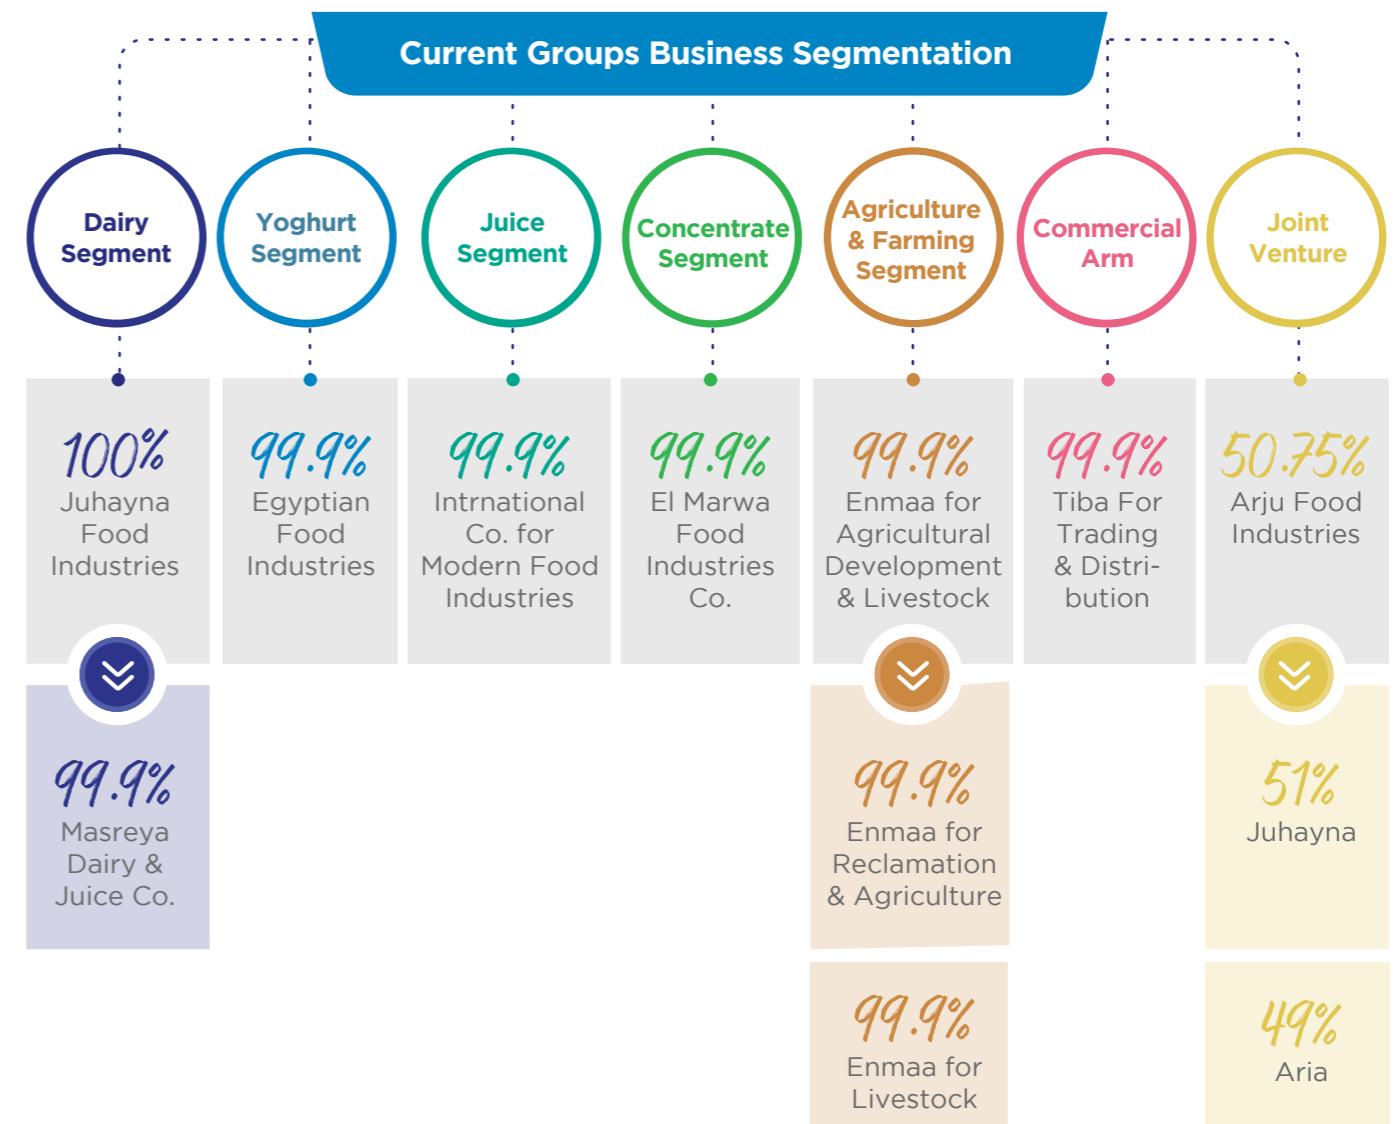 Current Groups Business Segmentation
Dairy
Segment
Yoghurt
Segment
Juice
Segment
Concentrate
Segment
Agriculture
& Farming
Segment
Commercial
Arm
Joint
Venture
100%
Juhayna
Food
Industries
99.9%
Egyptian
Food
Industries
99.9%
Intrnational
Co. for
Modern Food
Industries
99.9%
El Marwa
Food
Industries
Co.
99.9%
Enmaa for
Agricultural
Development
& Livestock
99.9%
Tiba For
Trading
& Distri-
bution
50.75%
Arju Food
Industries
99.9%
Masreya
Dairy &
Juice Co.
99.9%
Enmaa for
Reclamation
& Agriculture
51%
Juhayna
99.9%
Enmaa for
Livestock
49%
Aria